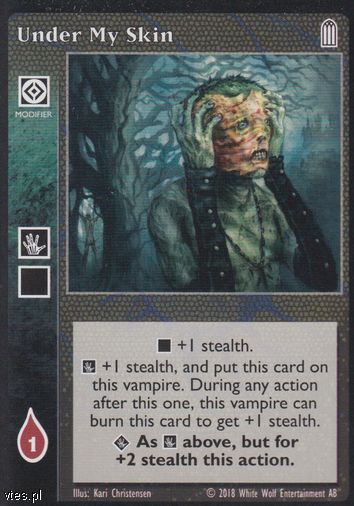 Under My Skin
MODIFIER
+1 stealth.
+1 stealth, and put this card on
this vampire. During any action
after this one, this vampire can
burn this card to get +1 stealth.
As above, but for
+2 stealth this action.
1
Illus: Kari Christensen © 2018 White Wolf Entertainment AB
vtes.pl